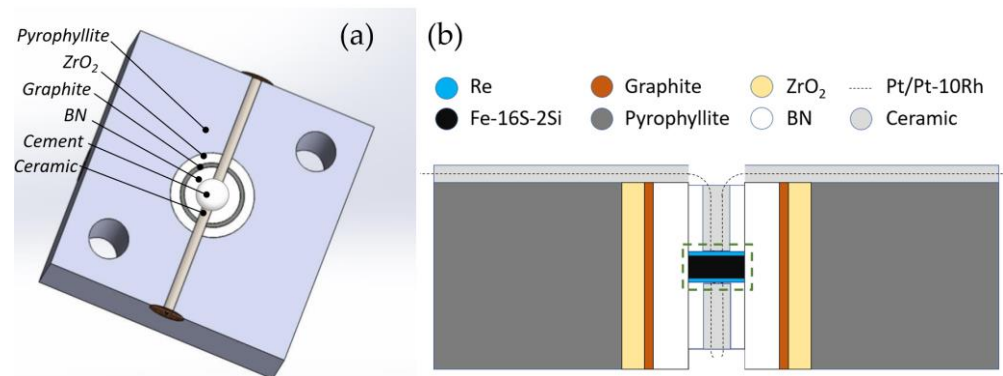 (a)
Pyrophyllite
ZrO₂
Graphite
BN
Cement
Ceramic
(b)
Re
Graphite
ZrO₂
Pt/Pt-10Rh
Fe-16S-2Si
Pyrophyllite
BN
Ceramic